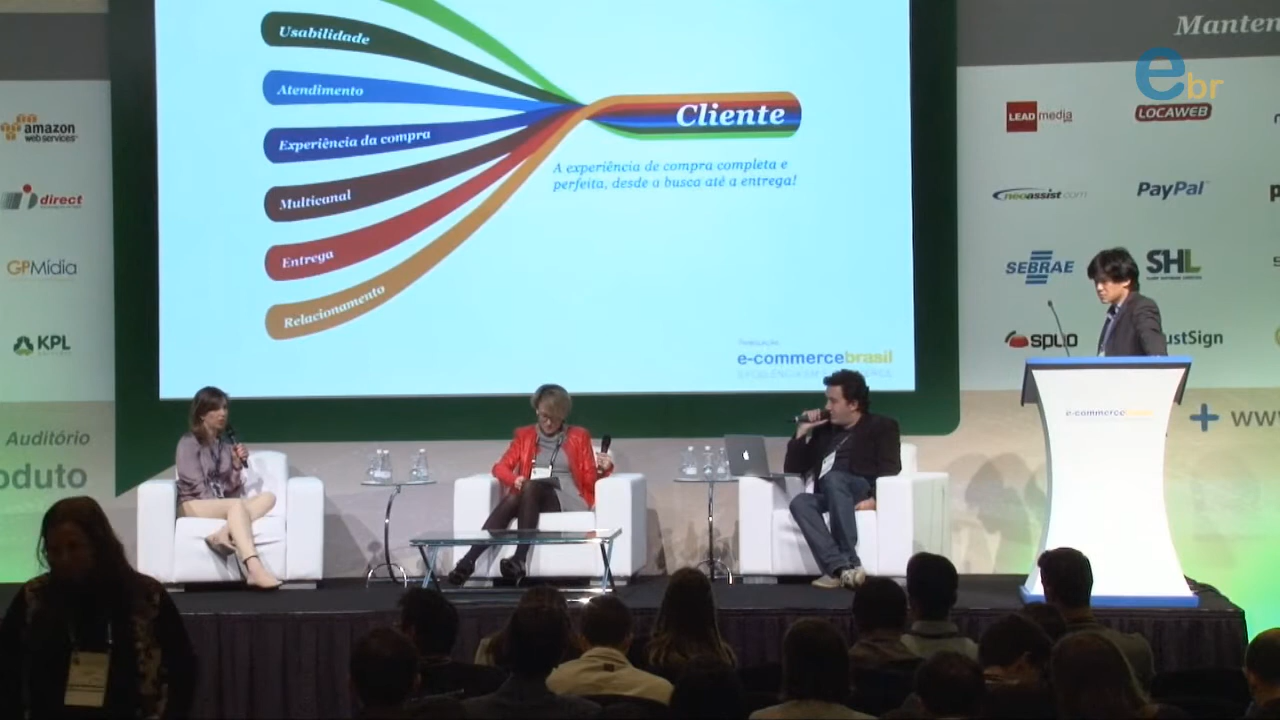 Usabilidade
Atendimento
Experiência da compra
Multicanal
Entrega
Relacionamento
Cliente
A experiência de compra completa e
perfeita, desde a busca até a entrega!
e-commercebrasil
Manten
ebr
amazon
web services
direct
GPMídia
KPL
Auditório
oduto
LEAD media
LOCAWEB
neoassist.com
PayPal
SEBRAE
SHL
spuo
ustSign
e-commercebrasil
+ www